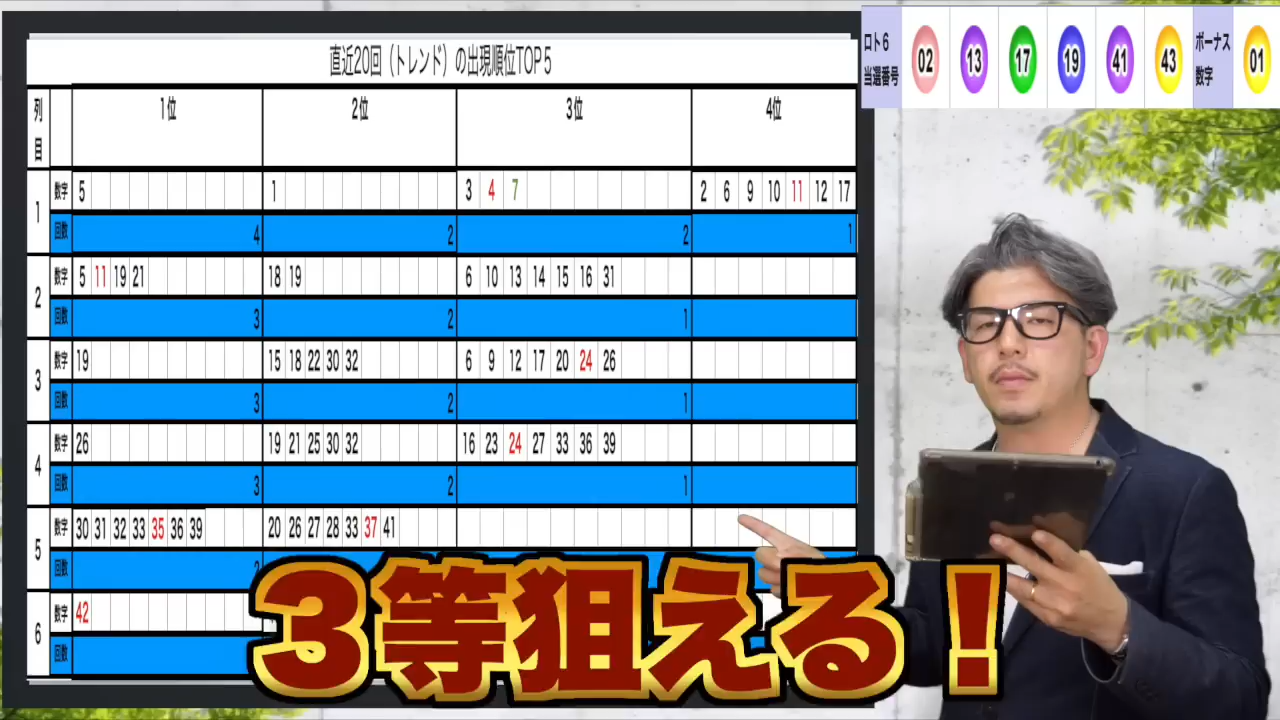 直近20回（トレンド）の出現順位TOP５
ロト６
当選番号
02 13 17 19 41 43
ボーナス
数字
01
列目 1位 2位 3位 4位
1 数字 5 1 3 4 7 2 6 9 10 11 12 17
回数 4 2 2 1
2 数字 5 11 19 21 18 19 6 10 13 14 15 16 31
回数 3 2 1
3 数字 19 15 18 22 30 32 6 9 12 17 20 24 26
回数 3 2 1
4 数字 26 19 21 25 30 32 16 23 24 27 33 36 39
回数 3 2 1
5 数字 30 31 32 33 35 36 39 20 26 27 28 33 37 41
回数
6 数字 42
回数
３等狙える！